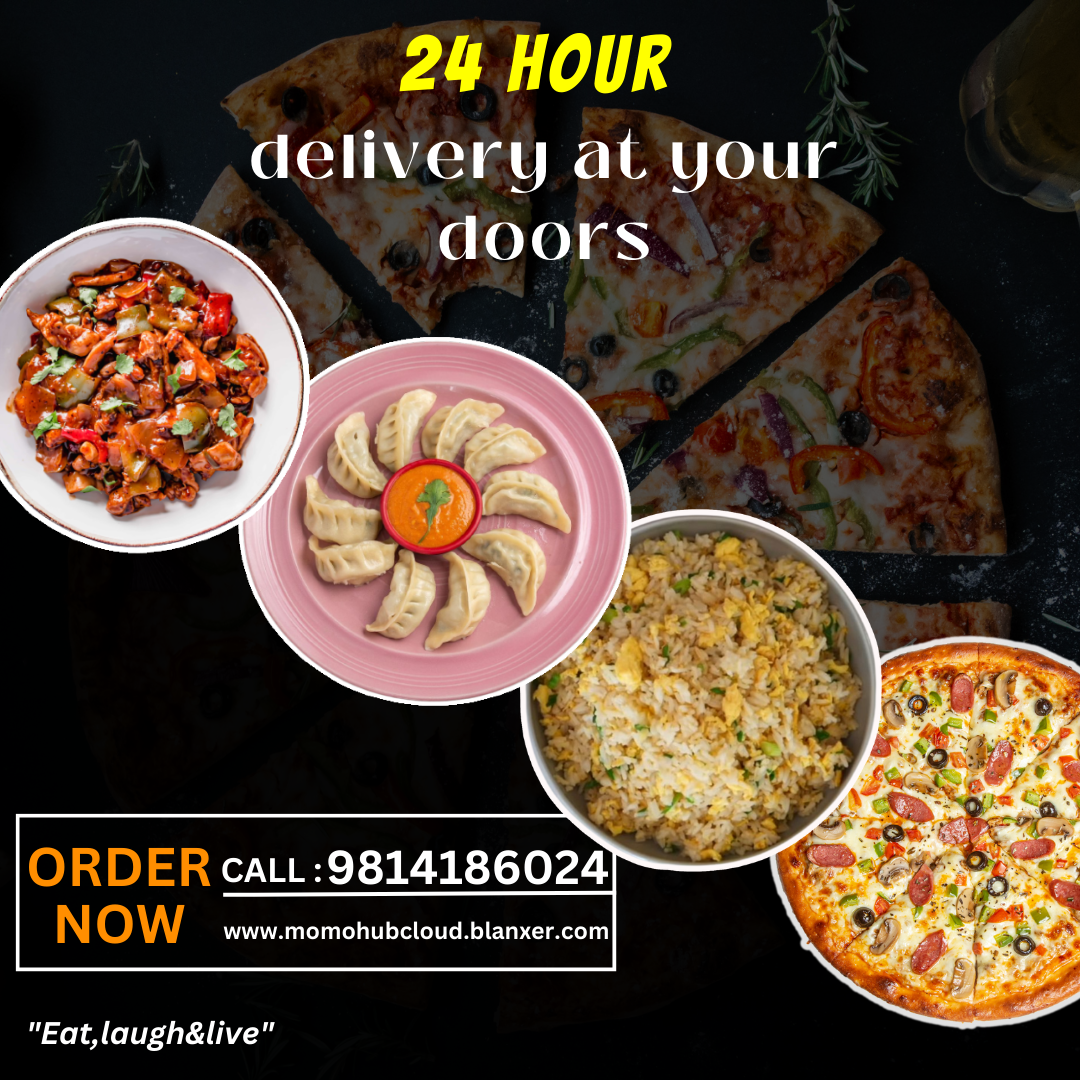 24 HOUR
delivery at your
doors
ORDER
NOW
CALL : 9814186024
www.momohubcloud.blanxer.com
"Eat,laugh&live"